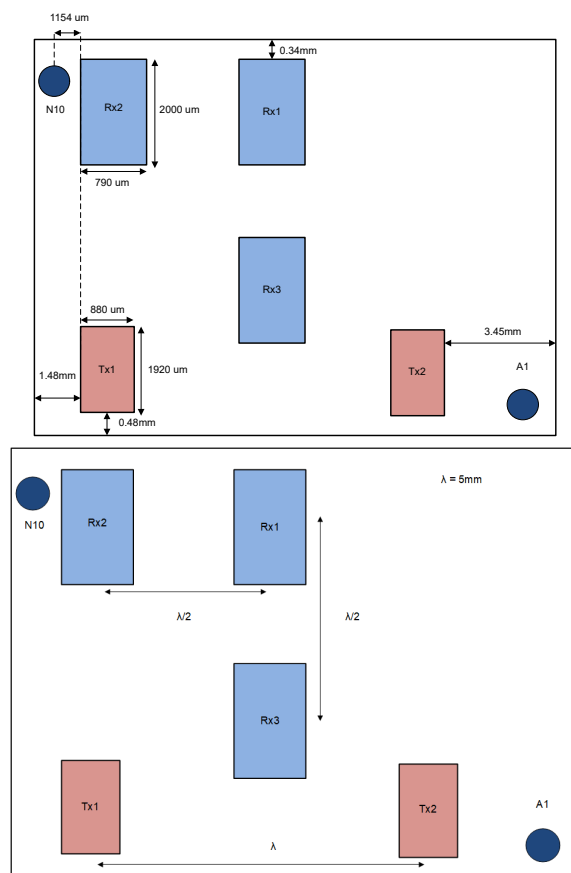 1154 um
0.34mm
N10
Rx2
2000 um
Rx1
790 um
Rx3
880 um
Tx1
1920 um
1.48mm
0.48mm
3.45mm
Tx2
A1
λ = 5mm
N10
Rx2
Rx1
λ/2
λ/2
Rx3
Tx1
Tx2
A1
λ